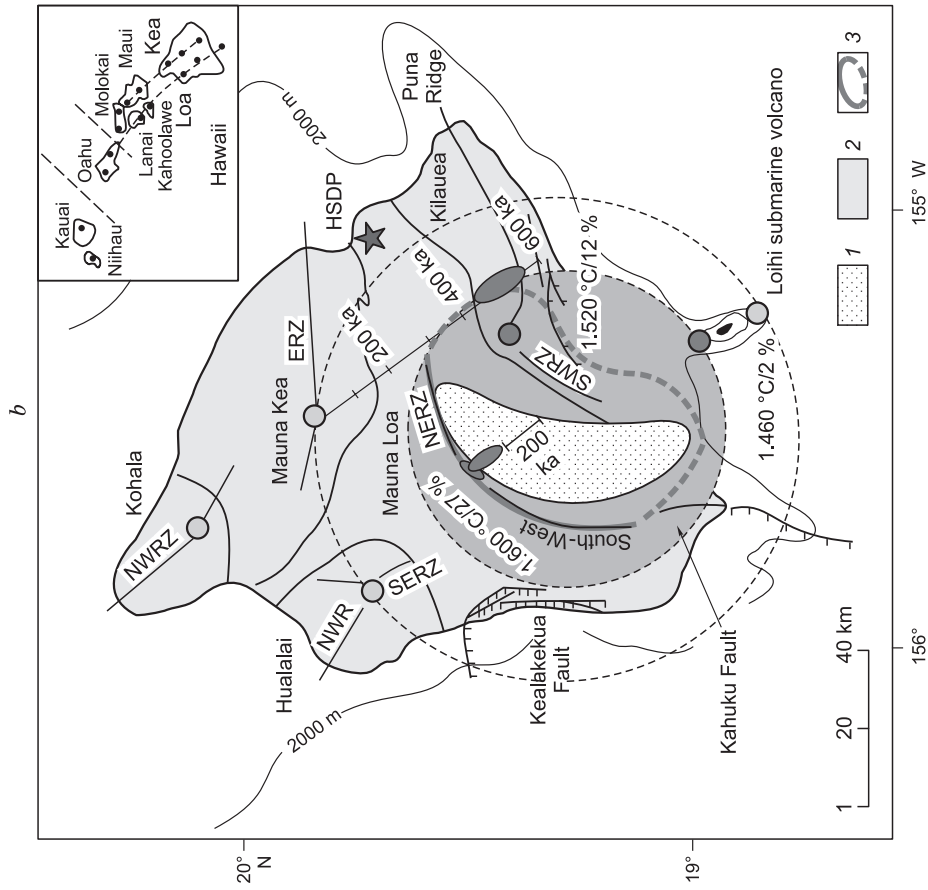 b
Kauai
Niihau
Oahu
Molokai
Maui
Lanai
Kahoolawe
Kea
Loa
Hawaii
2000 m
Puna
Ridge
Kohala
NWRZ
HSDP
ERZ
Mauna Kea
Kilauea
200 ka
400 ka
600 ka
Hualalai
NWR
SERZ
Mauna Loa
NERZ
SWRZ
200
ka
1.600 °C/27 %
1.520 °C/12 %
1.460 °C/2 %
South-West
Kealakekua
Fault
Kahuku Fault
Loihi submarine volcano
2000 m
1 20 40 km
1
2
3
20°
N
19°
156°
155° W